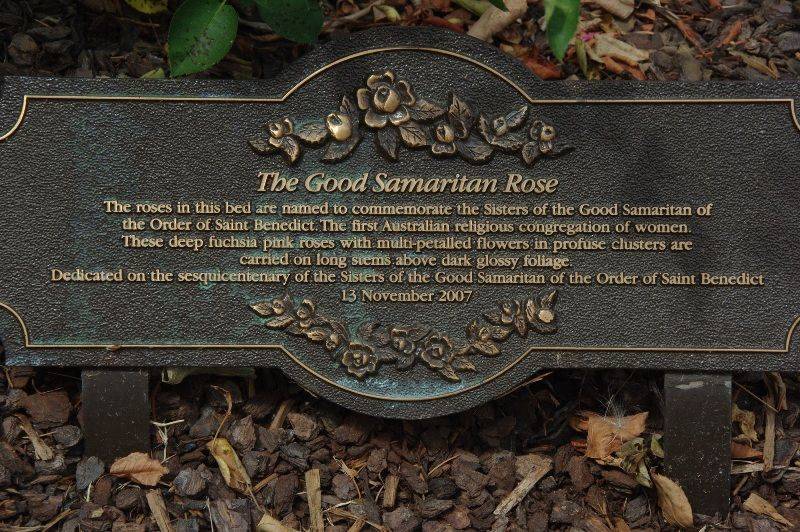 The Good Samaritan Rose
The roses in this bed are named to commemorate the Sisters of the Good Samaritan of
the Order of Saint Benedict. The first Australian religious congregation of women.
These deep fuchsia pink roses with multi-petalled flowers in profuse clusters are
carried on long stems above dark glossy foliage.
Dedicated on the sesquicentenary of the Sisters of the Good Samaritan of the Order of Saint Benedict
13 November 2007